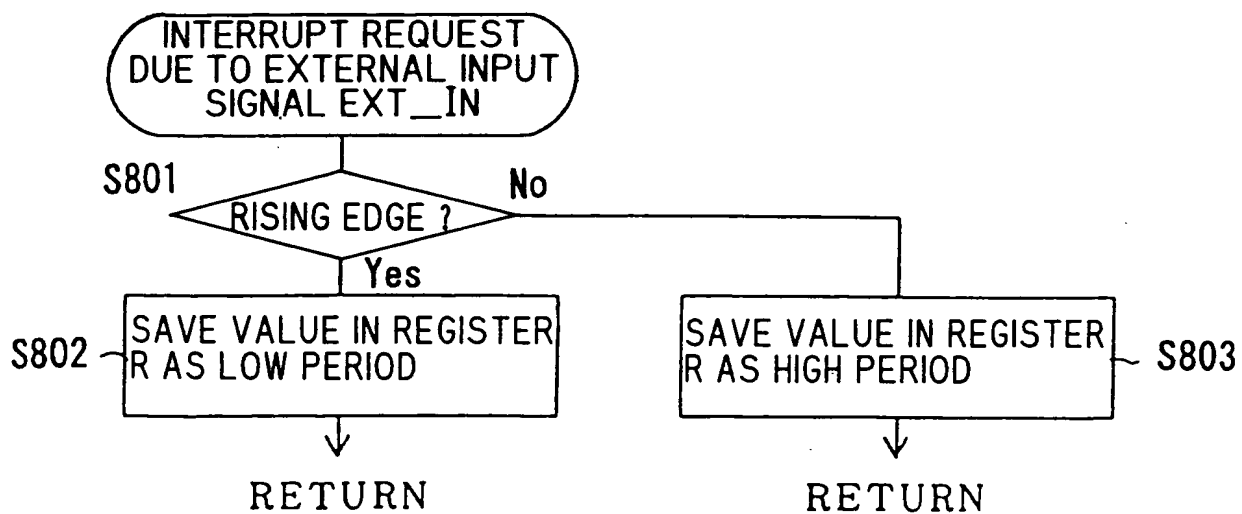 INTERRUPT REQUEST
DUE TO EXTERNAL INPUT
SIGNAL EXT__IN
S801
No
RISING EDGE ?
Yes
S802
SAVE VALUE IN REGISTER
R AS LOW PERIOD
SAVE VALUE IN REGISTER
R AS HIGH PERIOD
S803
RETURN
RETURN